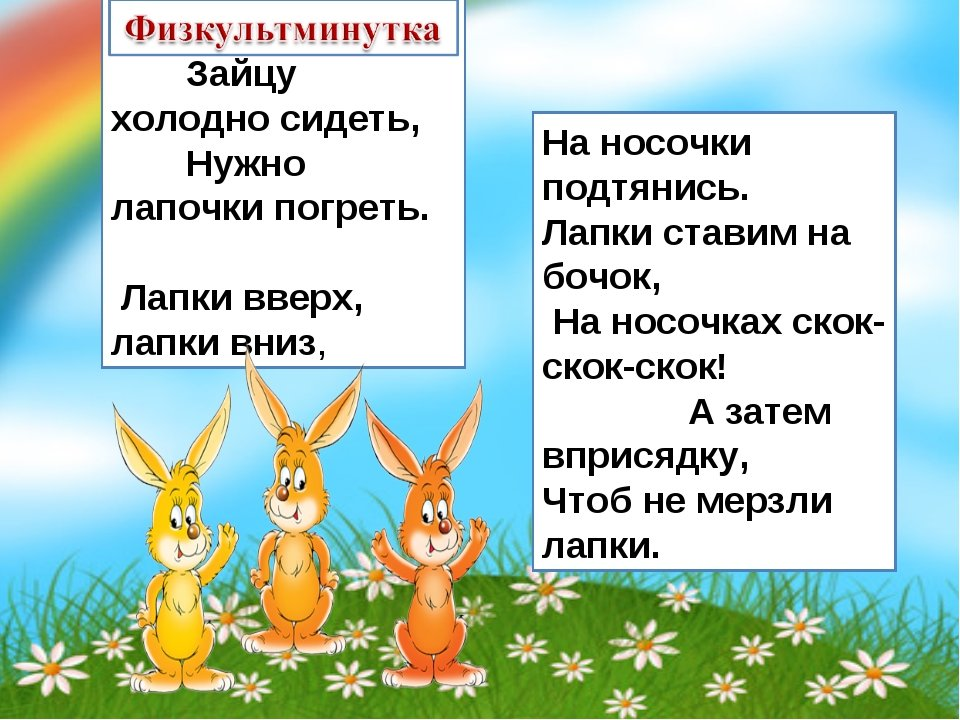 Физкультминутка
Зайцу
холодно сидеть,
Нужно
лапочки погреть.
Лапки вверх,
лапки вниз,
На носочки
подтянись.
Лапки ставим на
бочок,
На носочках скок-
скок-скок!
А затем
вприсядку,
Чтоб не мерзли
лапки.